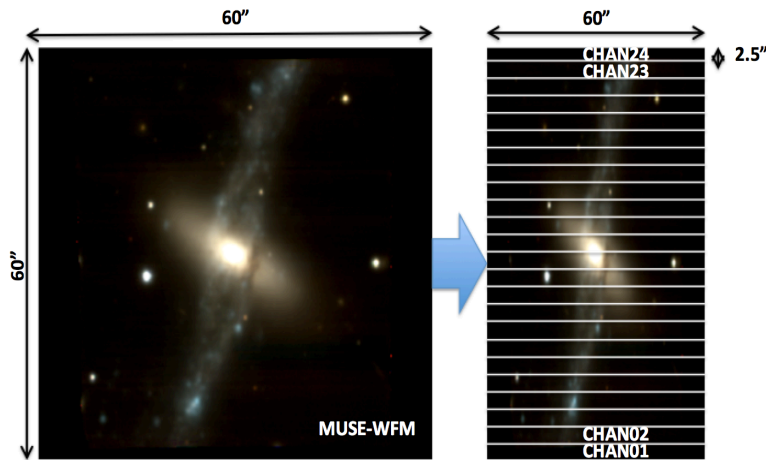 60”
60”
MUSE-WFM
60”
CHAN24
CHAN23
2.5”
CHAN02
CHAN01